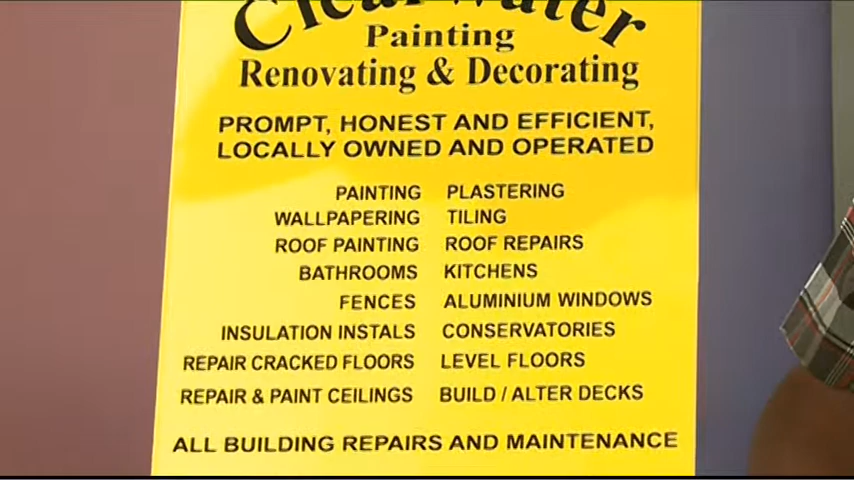 Clearwater
Painting
Renovating & Decorating
PROMPT, HONEST AND EFFICIENT,
LOCALLY OWNED AND OPERATED
PAINTING PLASTERING
WALLPAPERING TILING
ROOF PAINTING ROOF REPAIRS
BATHROOMS KITCHENS
FENCES ALUMINIUM WINDOWS
INSULATION INSTALS CONSERVATORIES
REPAIR CRACKED FLOORS LEVEL FLOORS
REPAIR & PAINT CEILINGS BUILD / ALTER DECKS
ALL BUILDING REPAIRS AND MAINTENANCE